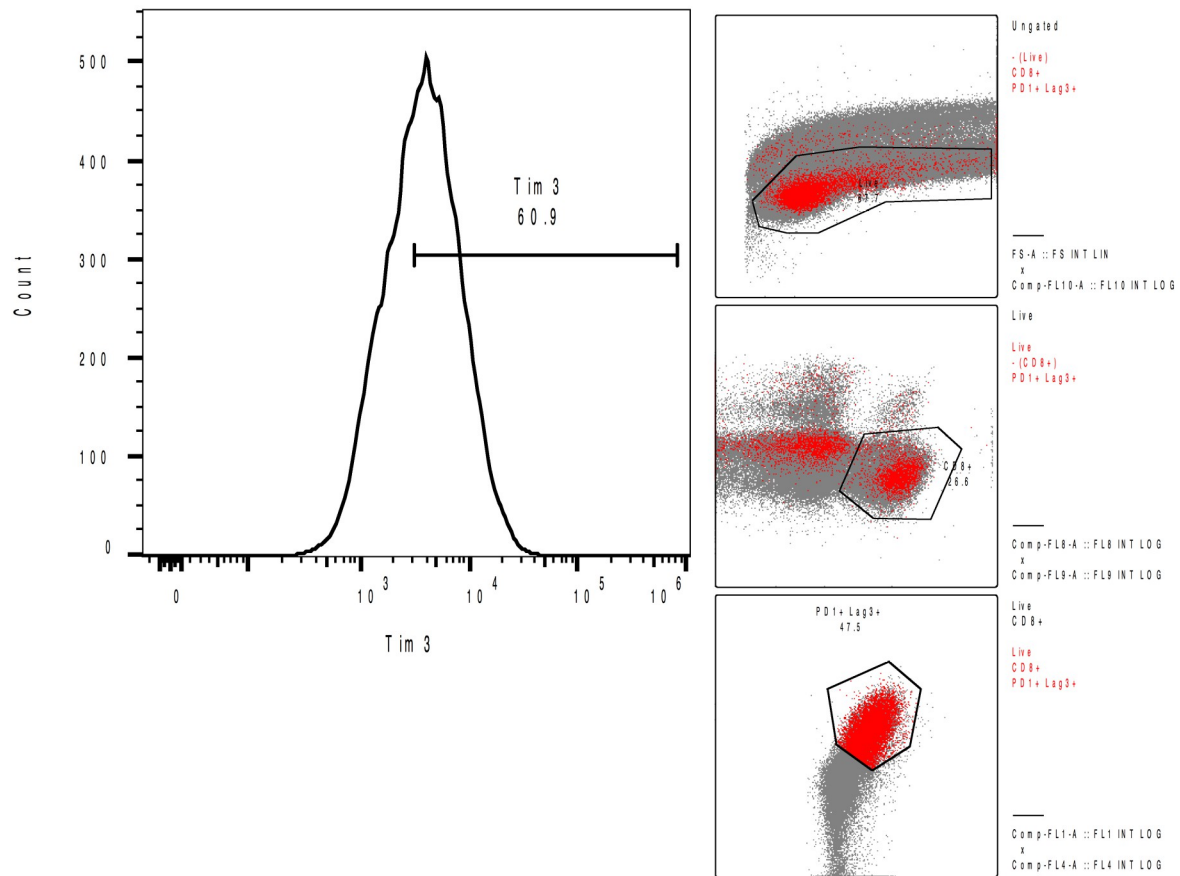 500
400
300
200
100
0
Count
Tim 3
60.9
0
10 3
10 4
10 5
10 6
Tim 3
Live
CD8+
26.6
PD1+ Lag3+
47.5
Ungated
- (Live)
CD8+
PD1+ Lag3+
FS-A :: FS INT LIN
x
Comp-FL10-A :: FL10 INT LOG
Live
Live
- (CD8+)
PD1+ Lag3+
Comp-FL8-A :: FL8 INT LOG
x
Comp-FL9-A :: FL9 INT LOG
Live
CD8+
Live
CD8+
PD1+ Lag3+
Comp-FL1-A :: FL1 INT LOG
x
Comp-FL4-A :: FL4 INT LOG